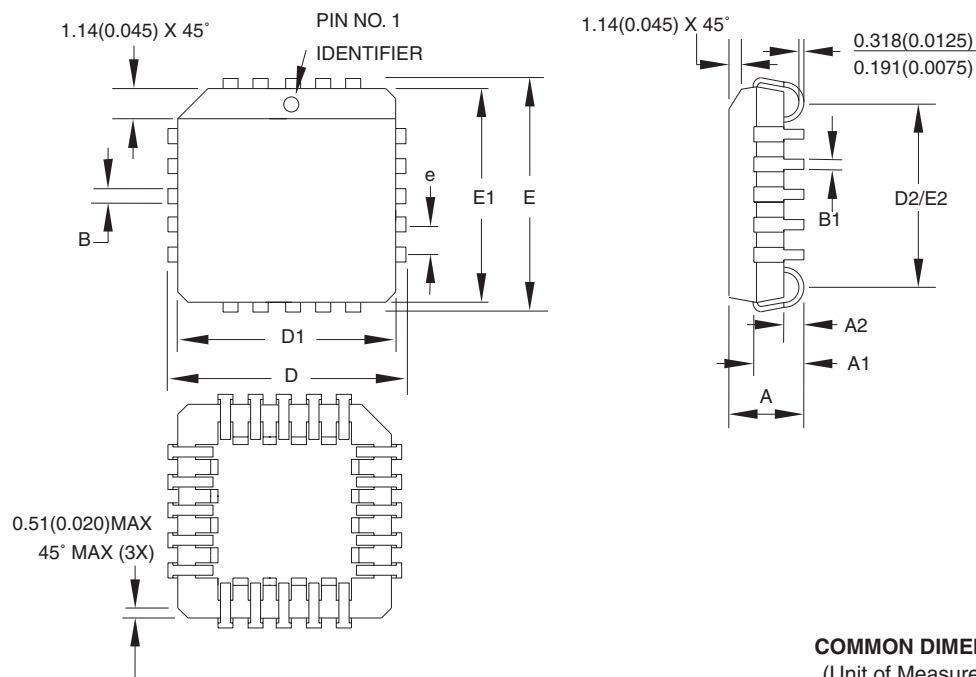 1.14(0.045) X 45˚
PIN NO. 1
IDENTIFIER
1.14(0.045) X 45˚
0.318(0.0125)
0.191(0.0075)
e
E1
E
B
D1
D
B1
D2/E2
A2
A1
A
0.51(0.020)MAX
45˚ MAX (3X)
COMMON
(Unit of Measure